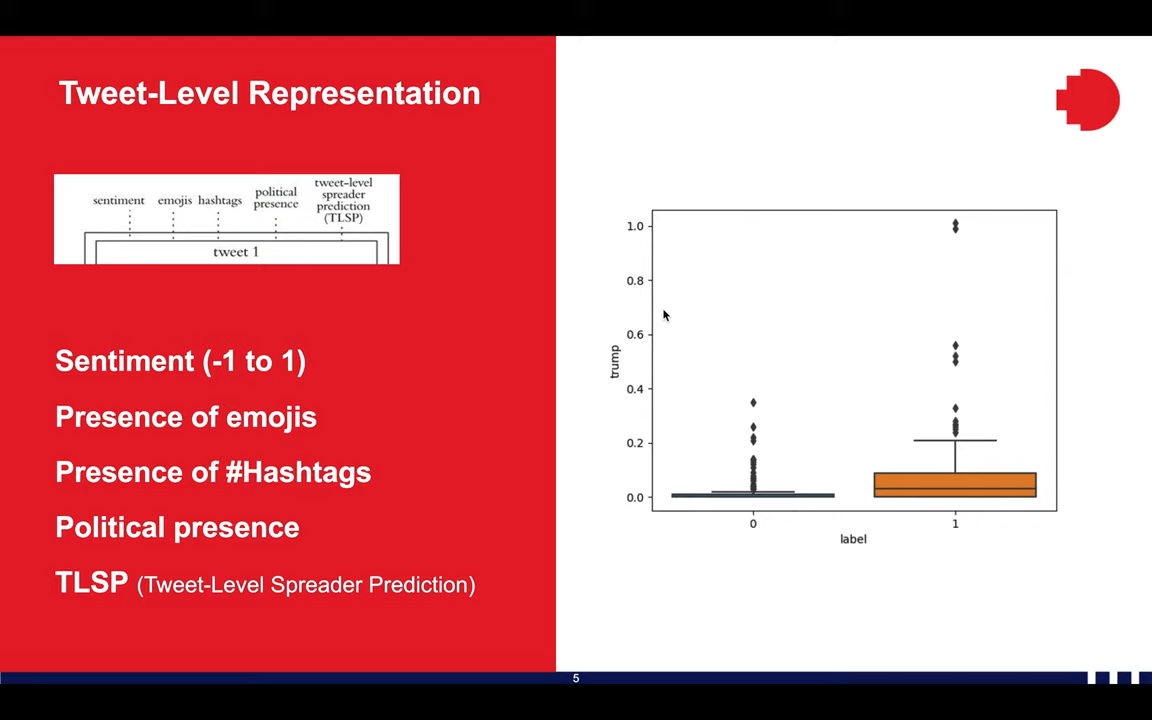 Tweet-Level Representation
sentiment emojis hashtags political presence tweet-level spreader prediction (TLSP)
tweet 1
Sentiment (-1 to 1)
Presence of emojis
Presence of #Hashtags
Political presence
TLSP (Tweet-Level Spreader Prediction)
1.0
0.8
0.6
0.4
0.2
0.0
trump
0 1
label
5